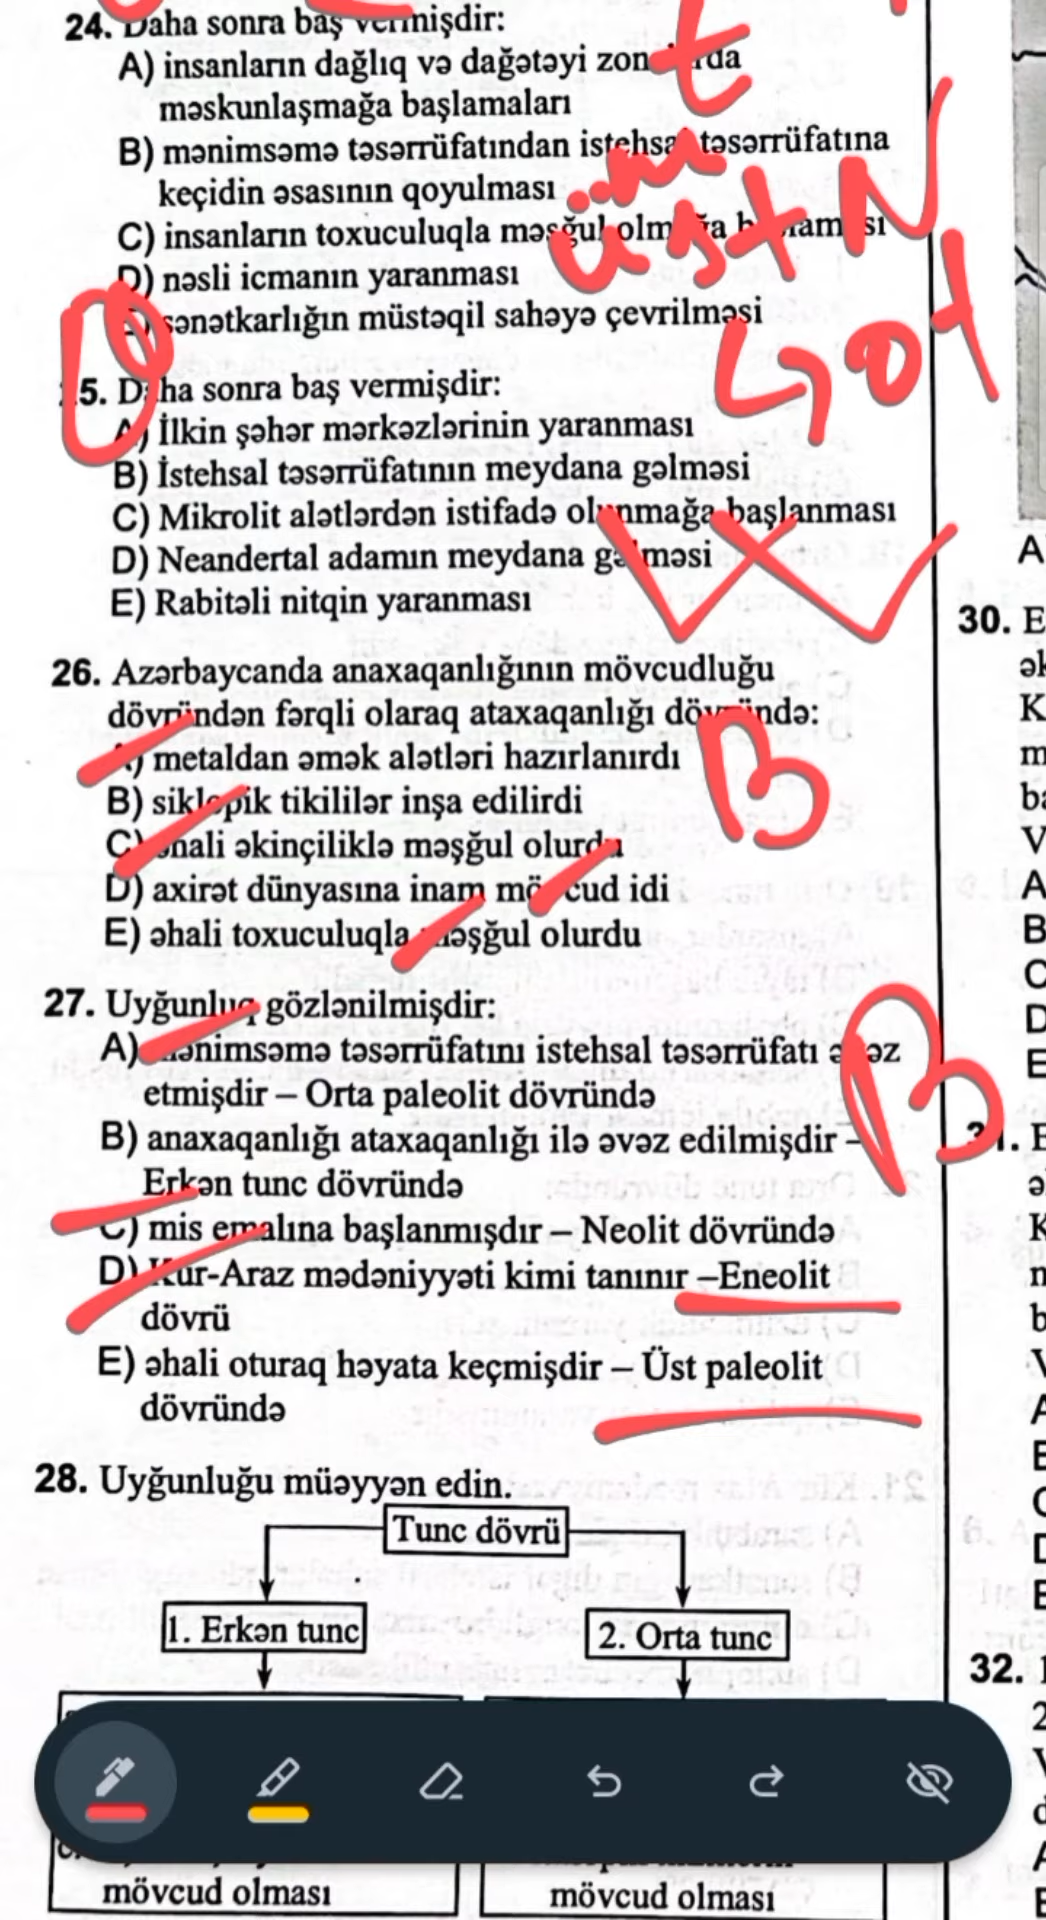 24. Daha sonra baş vermişdir:
A) insanların dağlıq və dağətəyi
məskunlaşmağa başlamaları
B) mənimsəmə təsərrüfatından istehsal təsərrüfatına
keçidin əsasının qoyulması
C) insanların toxuculuqla məşğul olmağa başlaması
D) nəsli icmanın yaranması
sənətkarlığın müstəqil sahəyə çevrilməsi
üst N
25. Daha sonra baş vermişdir:
A) İlkin şəhər mərkəzlərinin yaranması
B) İstehsal təsərrüfatının meydana gəlməsi
C) Mikrolit alətlərdən istifadə olunmağa başlanması
D) Neandertal adamın meydana gəlməsi
E) Rabitəli nitqin yaranması
26. Azərbaycanda anaxaqanlığının mövcudluğu
dövründən fərqli olaraq ataxaqanlığı dövründə:
A) metaldan əmək alətləri hazırlanırdı
B) siklopik tikililər inşa edilirdi
B
C) əhali əkinçiliklə məşğul olurdu
D) axirət dünyasına inam mövcud idi
E) əhali toxuculuqla məşğul olurdu
27. Uyğunluq gözlənilmişdir:
A) mənimsəmə təsərrüfatını istehsal təsərrüfatı əvəz
etmişdir – Orta paleolit dövründə
B
B) anaxaqanlığı ataxaqanlığı ilə əvəz edilmişdir –
Erkən tunc dövründə
C) mis emalına başlanmışdır – Neolit dövründə
D) Kür-Araz mədəniyyəti kimi tanınır –Eneolit
dövrü
E) əhali oturaq həyata keçmişdir – Üst paleolit
dövründə
28. Uyğunluğu müəyyən edin.
Tunc dövrü
1. Erkən tunc
2. Orta tunc
mövcud olması
mövcud olması
A
30. E
K
V
A
B
C
D
E
31. E
K
V
A
B
C
D
E
32.
2
V
d
A